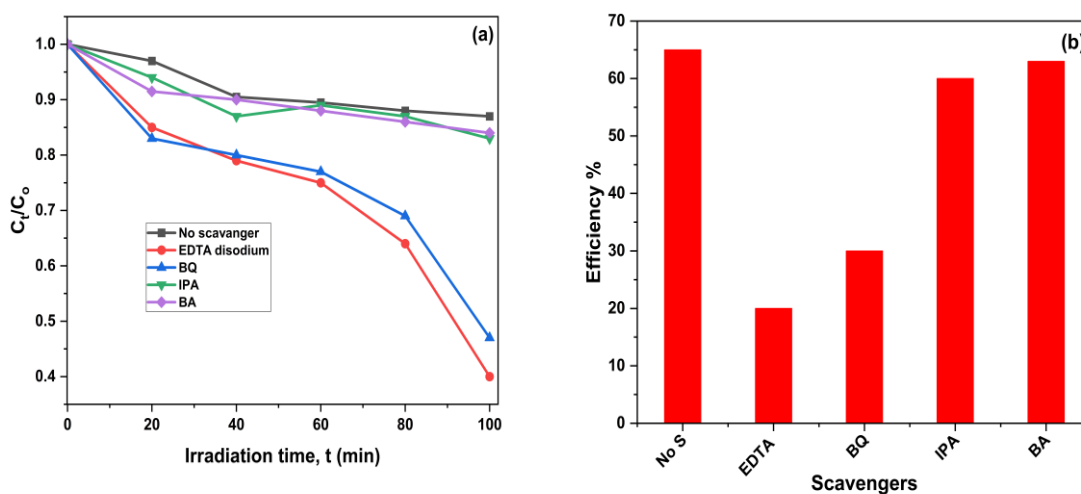 (a)
1.0
0.9
0.8
0.7
0.6
0.5
0.4
Cₜ/Cₒ
No scavanger
EDTA disodium
BQ
IPA
BA
0 20 40 60 80 100
Irradiation time, t (min)
(b)
60
50
40
30
20
10
0
Efficiency %
No S EDTA BQ IPA BA
Scavengers